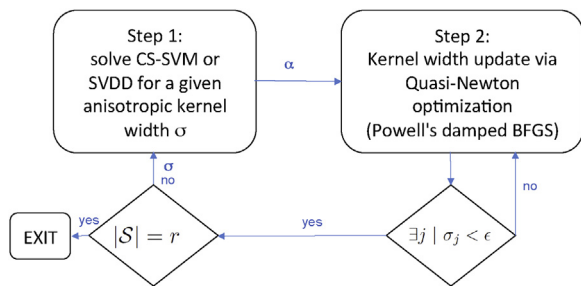 Step 1:
solve CS-SVM or
SVDD for a given
anisotropic kernel
width σ
α
Step 2:
Kernel width update via
Quasi-Newton
optimization
(Powell's damped BFGS)
σ
no
no
EXIT
yes
|𝒮| = r
yes
∃j | σ_j < ϵ